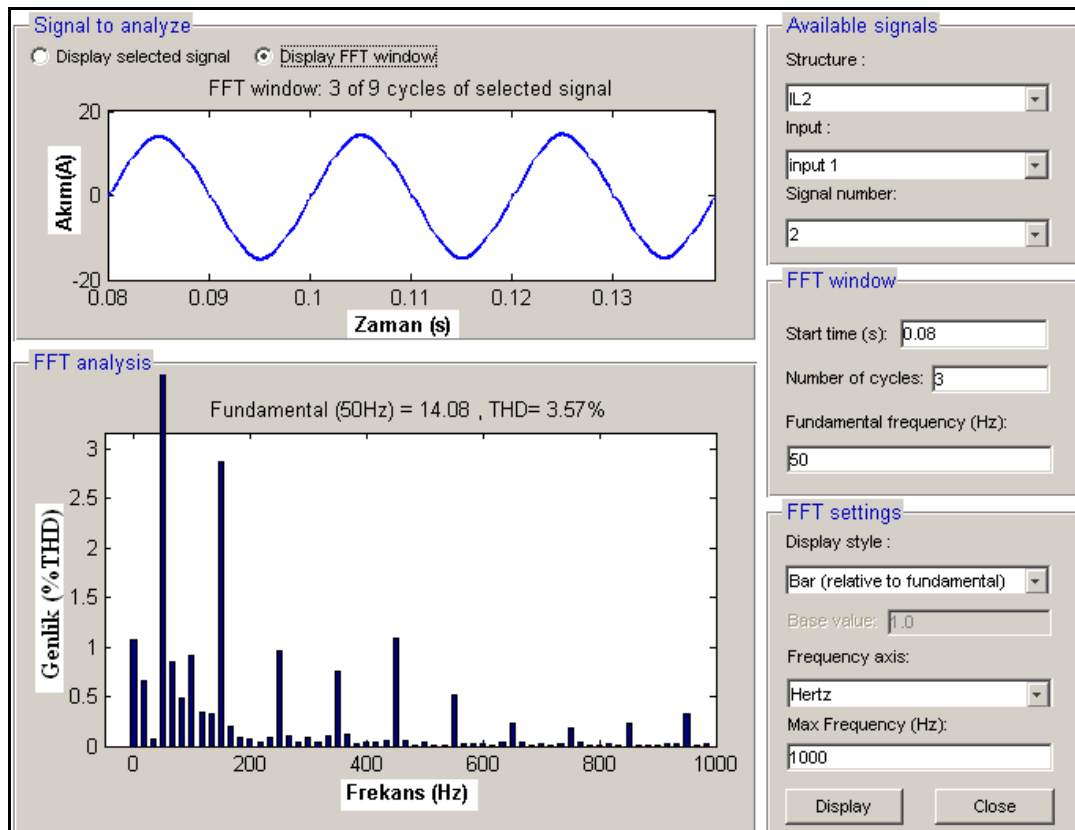 Signal to analyze
Display selected signal
Display FFT window
FFT window: 3 of 9 cycles of selected signal
20
0
-20
Akım(A)
0.08
0.09
0.1
0.11
0.12
0.13
Zaman (s)
FFT analysis
Fundamental (50Hz) = 14.08 , THD= 3.57%
3
2.5
2
1.5
1
0.5
0
Genlik (%THD)
0
200
400
600
800
1000
Frekans (Hz)
Available signals
Structure :
IL2
Input :
input 1
Signal number:
2
FFT window
Start time (s): 0.08
Number of cycles: 3
Fundamental frequency (Hz):
50
FFT settings
Display style :
Bar (relative to fundamental)
Base value: 1.0
Frequency axis:
Hertz
Max Frequency (Hz):
1000
Display
Close